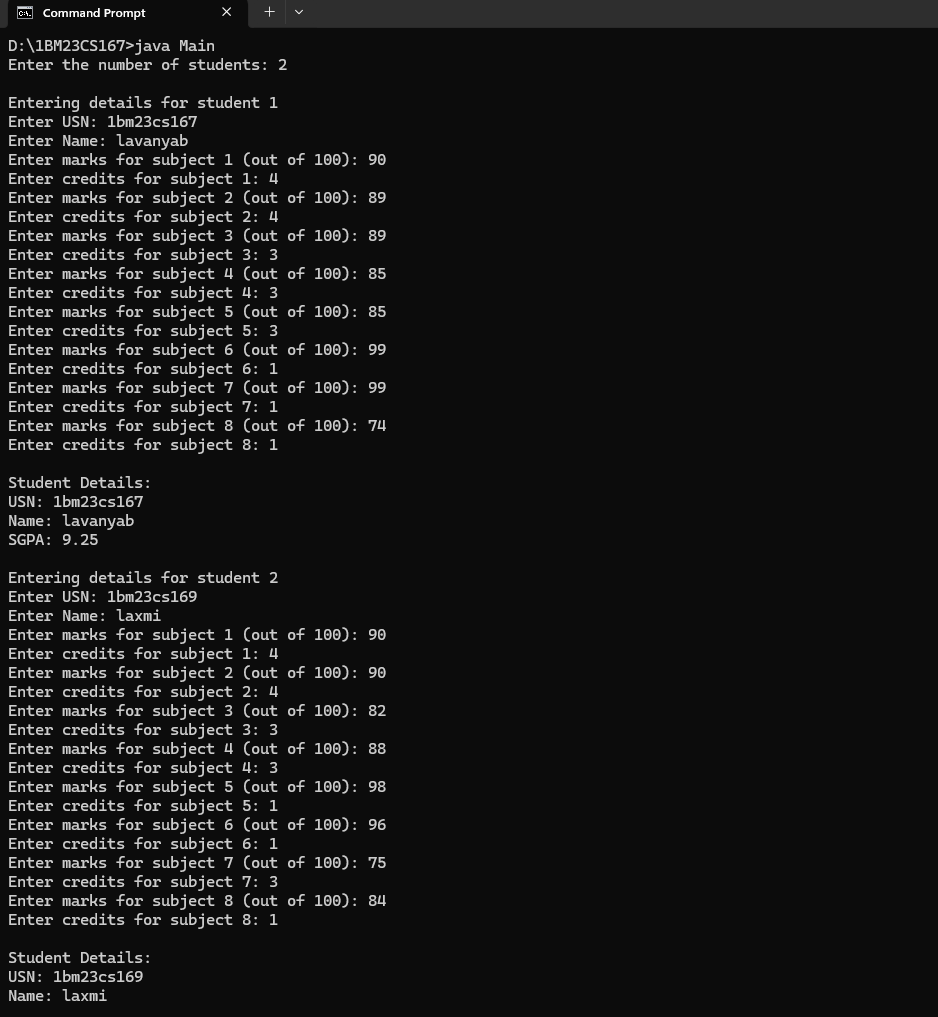 Command Prompt
D:\1BM23CS167>java Main
Enter the number of students: 2
Entering details for student 1
Enter USN: 1bm23cs167
Enter Name: lavanyab
Enter marks for subject 1 (out of 100): 90
Enter credits for subject 1: 4
Enter marks for subject 2 (out of 100): 89
Enter credits for subject 2: 4
Enter marks for subject 3 (out of 100): 89
Enter credits for subject 3: 3
Enter marks for subject 4 (out of 100): 85
Enter credits for subject 4: 3
Enter marks for subject 5 (out of 100): 85
Enter credits for subject 5: 3
Enter marks for subject 6 (out of 100): 99
Enter credits for subject 6: 1
Enter marks for subject 7 (out of 100): 99
Enter credits for subject 7: 1
Enter marks for subject 8 (out of 100): 74
Enter credits for subject 8: 1
Student Details:
USN: 1bm23cs167
Name: lavanyab
SGPA: 9.25
Entering details for student 2
Enter USN: 1bm23cs169
Enter Name: laxmi
Enter marks for subject 1 (out of 100): 90
Enter credits for subject 1: 4
Enter marks for subject 2 (out of 100): 90
Enter credits for subject 2: 4
Enter marks for subject 3 (out of 100): 82
Enter credits for subject 3: 3
Enter marks for subject 4 (out of 100): 88
Enter credits for subject 4: 3
Enter marks for subject 5 (out of 100): 98
Enter credits for subject 5: 1
Enter marks for subject 6 (out of 100): 96
Enter credits for subject 6: 1
Enter marks for subject 7 (out of 100): 75
Enter credits for subject 7: 3
Enter marks for subject 8 (out of 100): 84
Enter credits for subject 8: 1
Student Details:
USN: 1bm23cs169
Name: laxmi